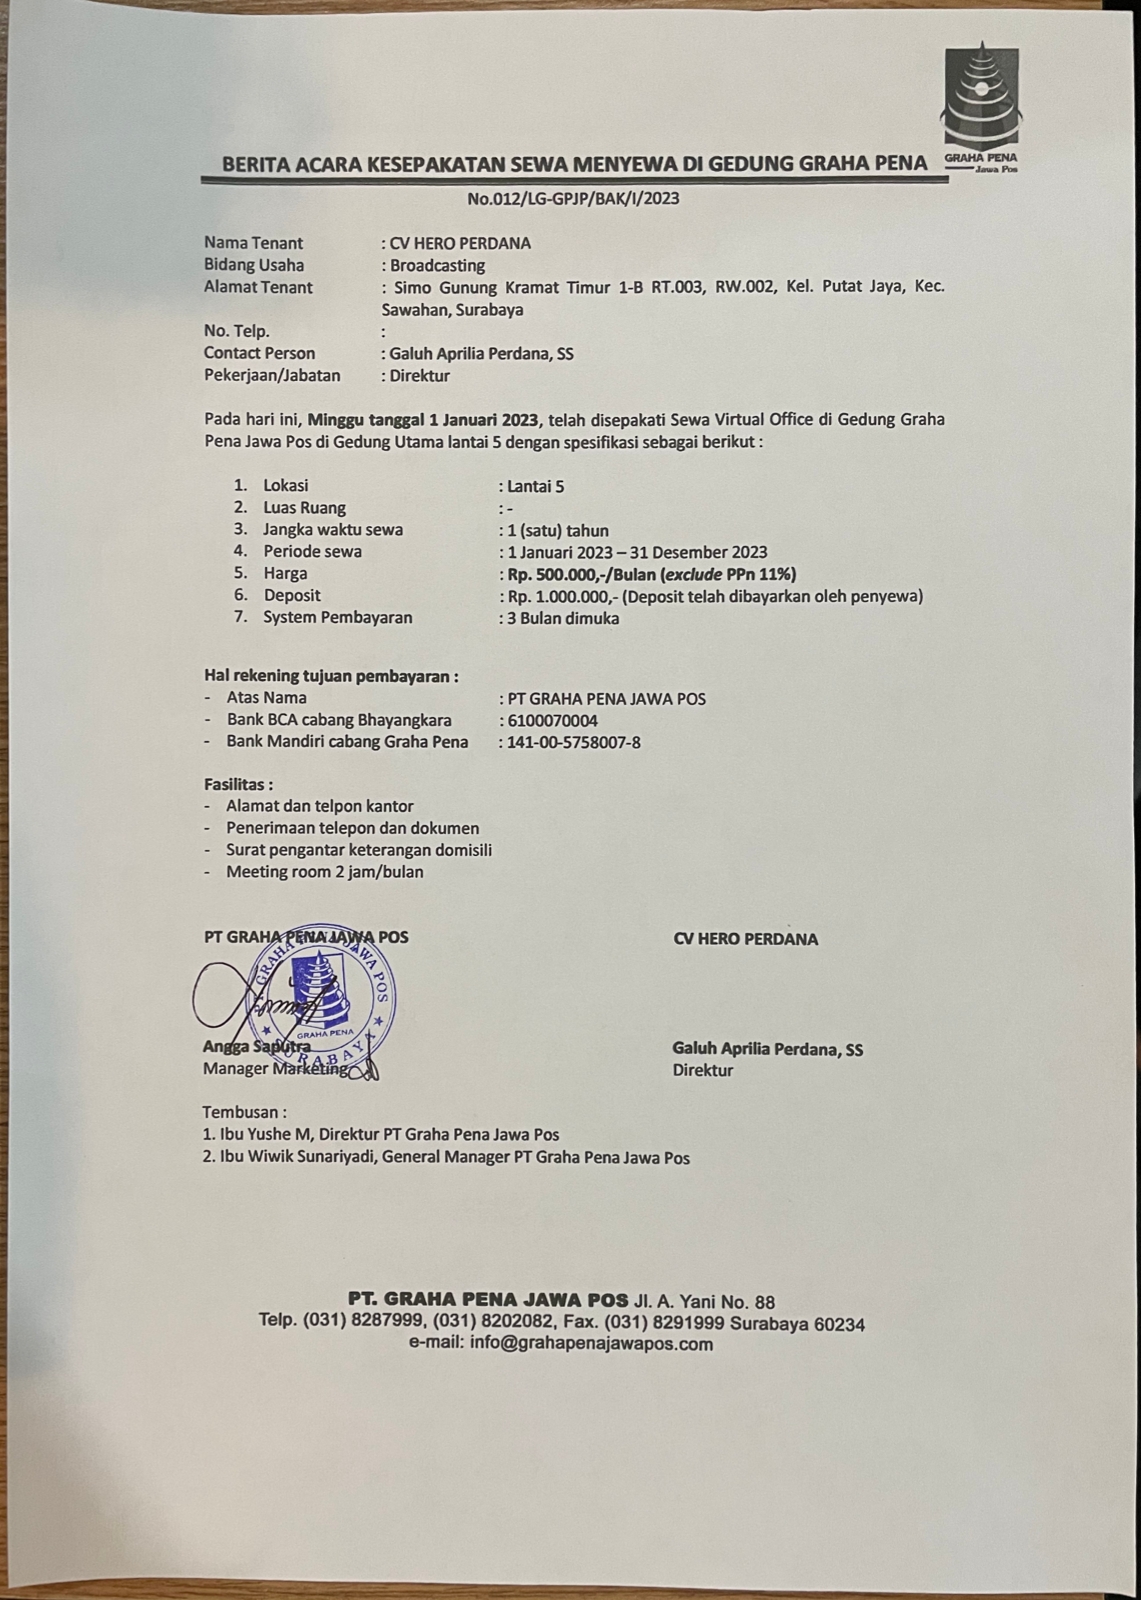 GRAHA PENA
Jawa Pos
BERITA ACARA KESEPAKATAN SEWA MENYEWA DI GEDUNG GRAHA PENA
No.012/LG-GPJP/BAK/I/2023
Nama Tenant : CV HERO PERDANA
Bidang Usaha : Broadcasting
Alamat Tenant : Simo Gunung Kramat Timur 1-B RT.003, RW.002, Kel. Putat Jaya, Kec.
Sawahan, Surabaya
No. Telp. :
Contact Person : Galuh Aprilia Perdana, SS
Pekerjaan/Jabatan : Direktur
Pada hari ini, Minggu tanggal 1 Januari 2023, telah disepakati Sewa Virtual Office di Gedung Graha
Pena Jawa Pos di Gedung Utama lantai 5 dengan spesifikasi sebagai berikut :
1. Lokasi : Lantai 5
2. Luas Ruang : -
3. Jangka waktu sewa : 1 (satu) tahun
4. Periode sewa : 1 Januari 2023 – 31 Desember 2023
5. Harga : Rp. 500.000,-/Bulan (exclude PPn 11%)
6. Deposit : Rp. 1.000.000,- (Deposit telah dibayarkan oleh penyewa)
7. System Pembayaran : 3 Bulan dimuka
Hal rekening tujuan pembayaran :
- Atas Nama : PT GRAHA PENA JAWA POS
- Bank BCA cabang Bhayangkara : 6100070004
- Bank Mandiri cabang Graha Pena : 141-00-5758007-8
Fasilitas :
- Alamat dan telpon kantor
- Penerimaan telepon dan dokumen
- Surat pengantar keterangan domisili
- Meeting room 2 jam/bulan
PT GRAHA PENA JAWA POS CV HERO PERDANA
PT GRAHA PENA JAWA POS
GRAHA PENA
SURABAYA
Angga Saputra Galuh Aprilia Perdana, SS
Manager Marketing Direktur
Tembusan :
1. Ibu Yushe M, Direktur PT Graha Pena Jawa Pos
2. Ibu Wiwik Sunariyadi, General Manager PT Graha Pena Jawa Pos
PT. GRAHA PENA JAWA POS Jl. A. Yani No. 88
Telp. (031) 8287999, (031) 8202082, Fax. (031) 8291999 Surabaya 60234
e-mail: info@grahapenajawapos.com